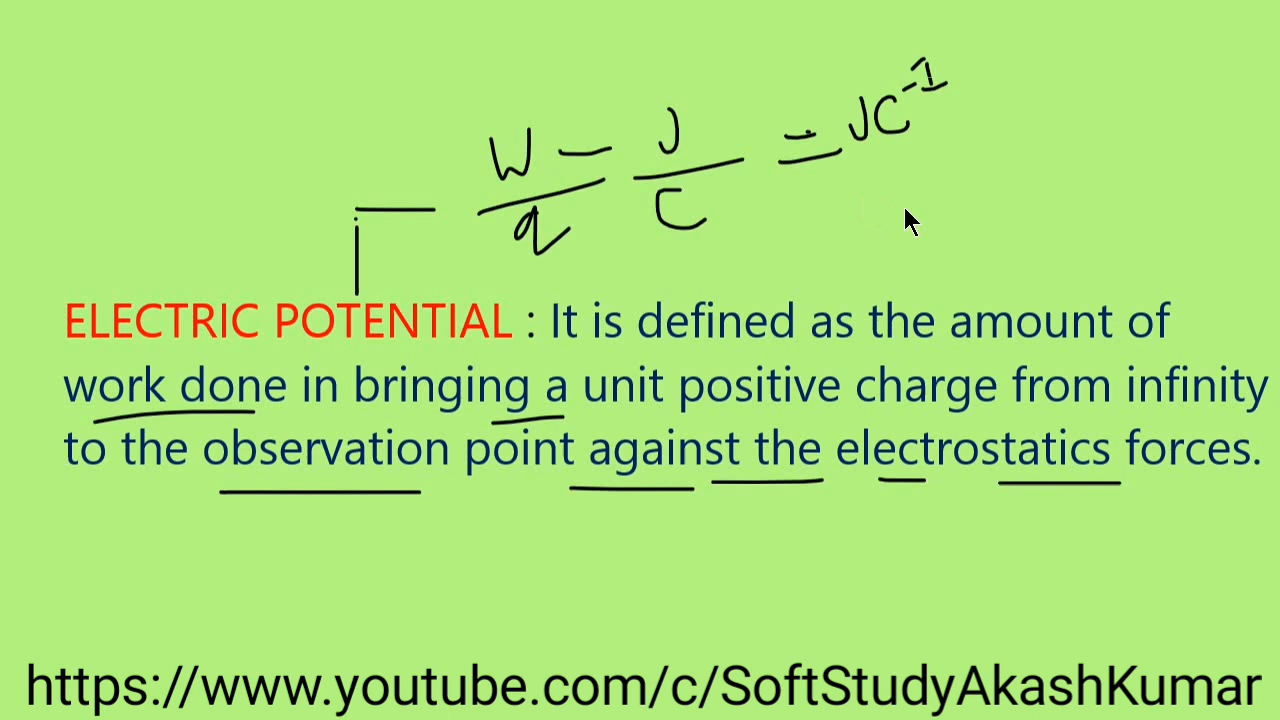 W — J = JC⁻¹
q C
ELECTRIC POTENTIAL : It is defined as the amount of
work done in bringing a unit positive charge from infinity
to the observation point against the electrostatics forces.
https://www.youtube.com/c/SoftStudyAkashKumar